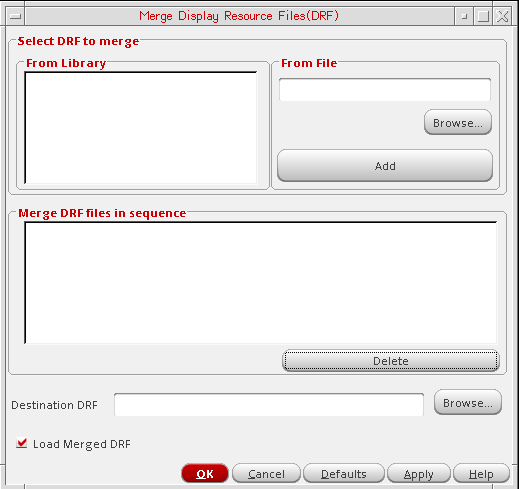 Merge Display Resource Files(DRF)
Select DRF to merge
From Library
From File
Browse...
Add
Merge DRF files in sequence
Delete
Destination DRF
Browse...
Load Merged DRF
OK Cancel Defaults Apply Help